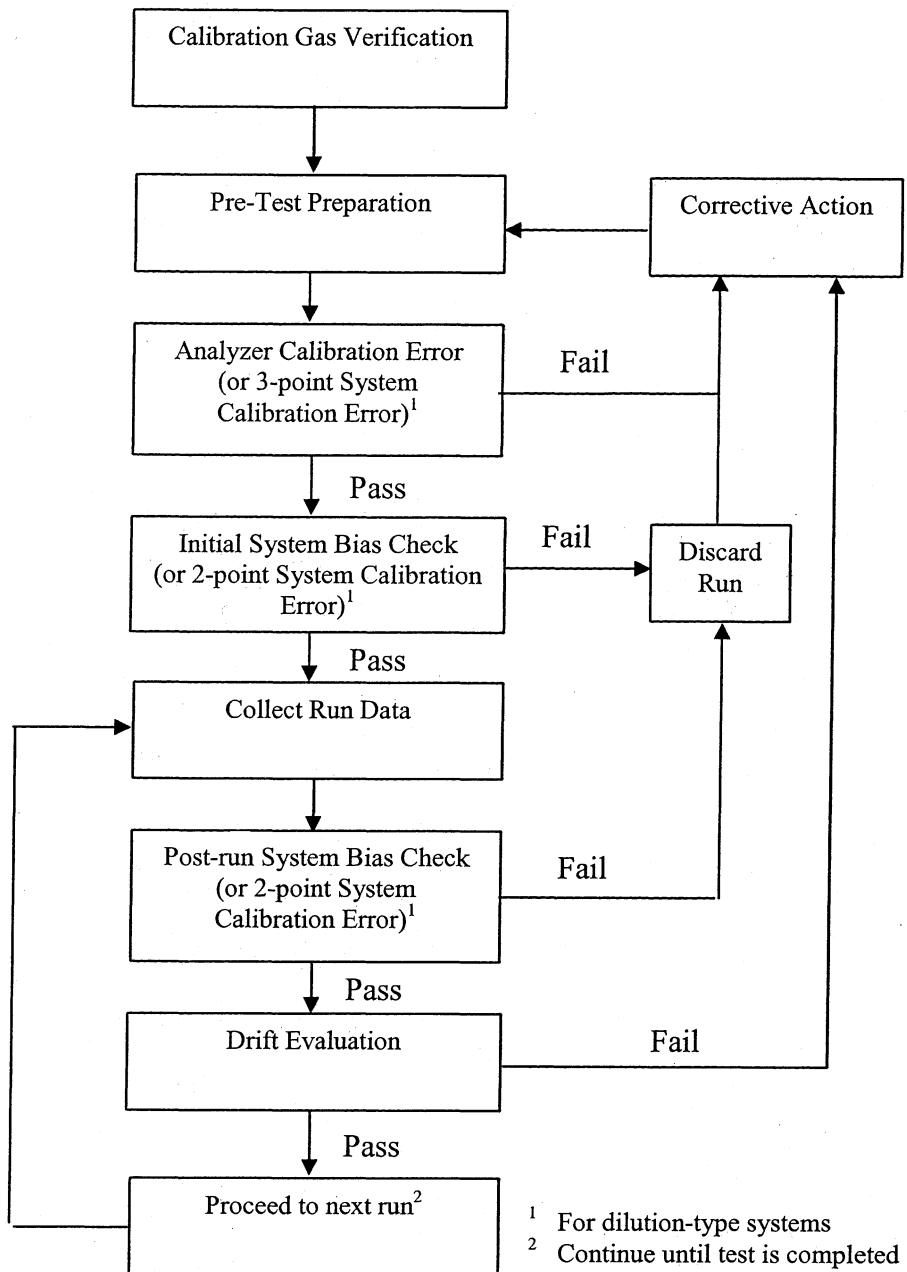 Calibration Gas Verification
Pre-Test Preparation
Corrective Action
Analyzer Calibration Error
(or 3-point System
Calibration Error)¹
Fail
Pass
Initial System Bias Check
(or 2-point System Calibration
Error)¹
Fail
Discard
Run
Pass
Collect Run Data
Post-run System Bias Check
(or 2-point System
Calibration Error)¹
Fail
Pass
Drift Evaluation
Fail
Pass
Proceed to next run²
¹ For dilution-type systems
² Continue until test is completed